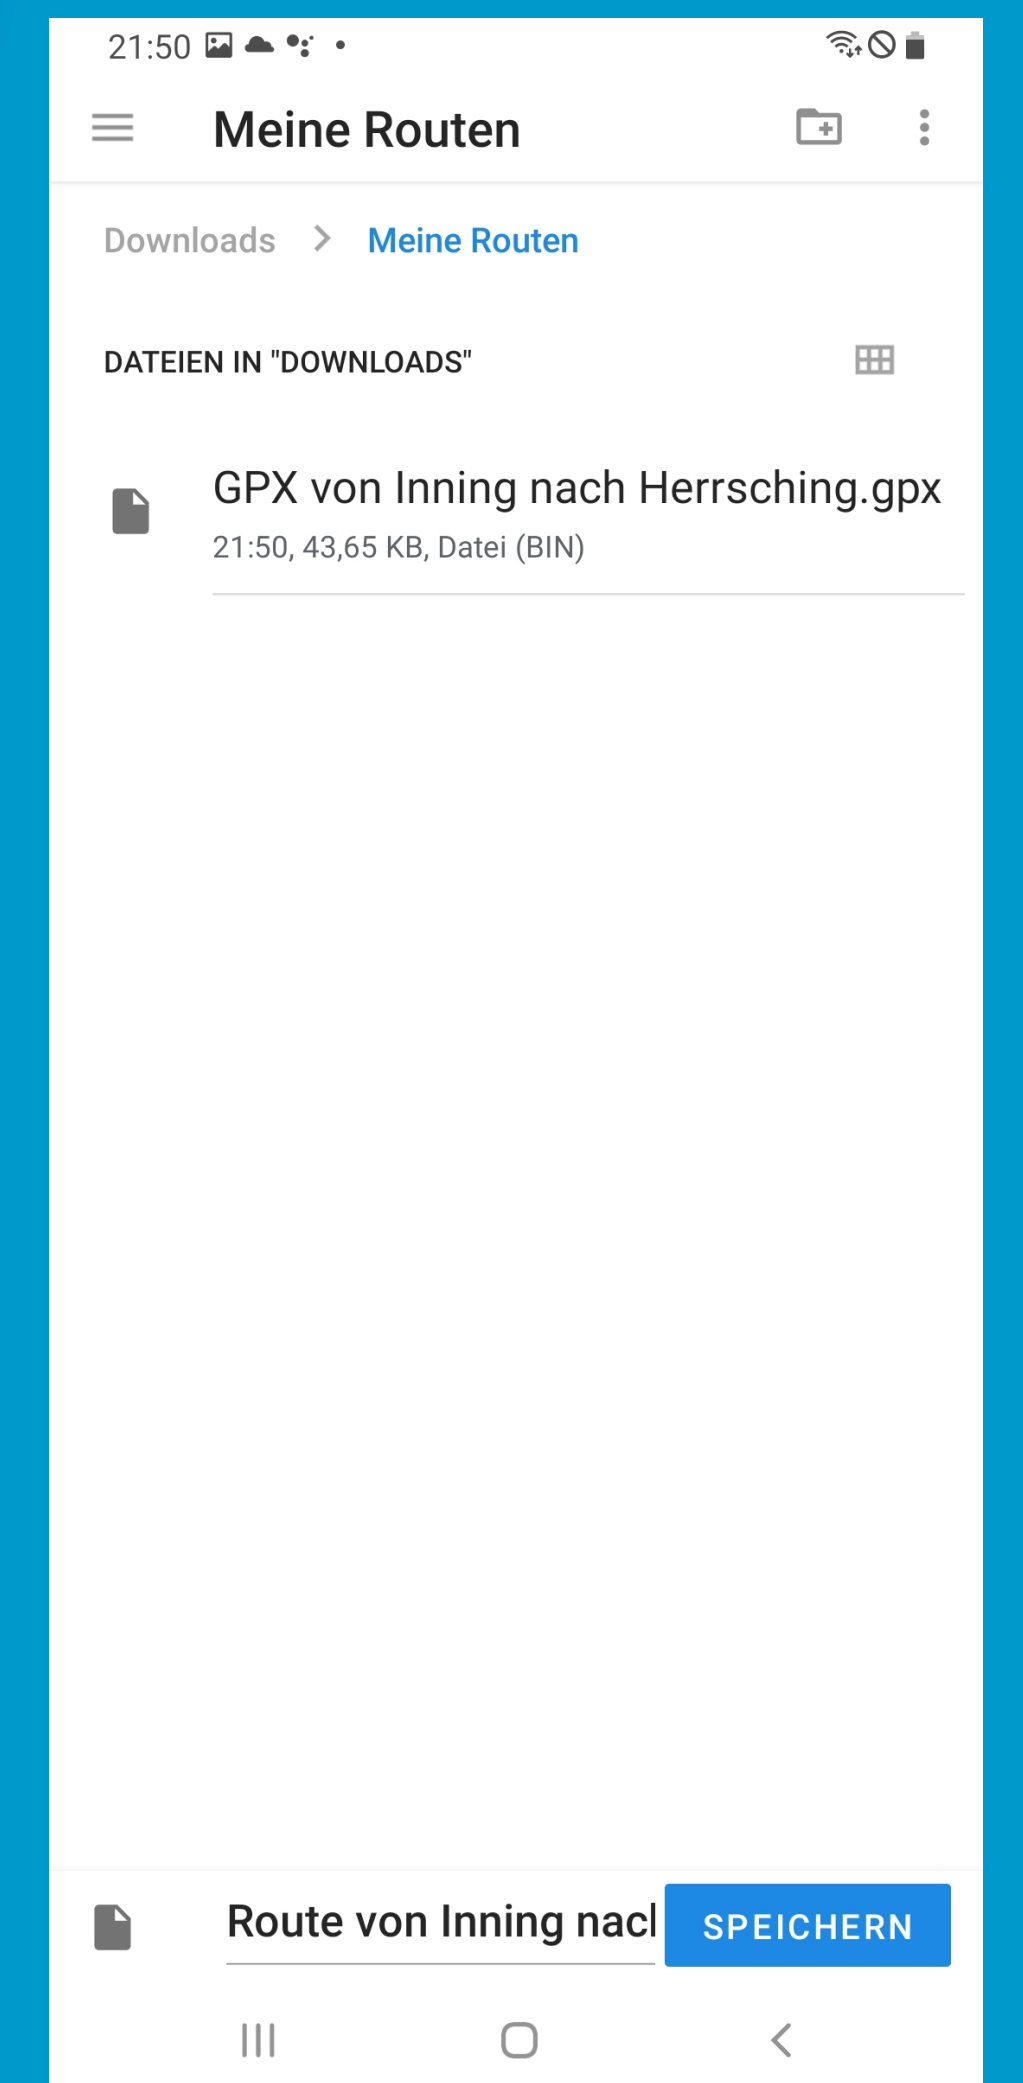 21:50
Meine Routen
Downloads > Meine Routen
DATEIEN IN "DOWNLOADS"
GPX von Inning nach Herrsching.gpx
21:50, 43,65 KB, Datei (BIN)
Route von Inning nach SPEICHERN